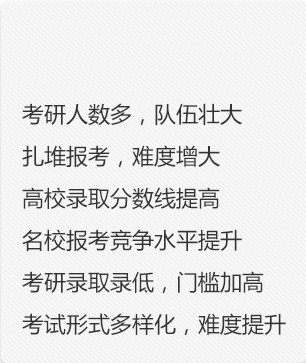 考研人数多，队伍壮大
扎堆报考，难度增大
高校录取分数线提高
名校报考竞争水平提升
考研录取录低，门槛加高
考试形式多样化，难度提升